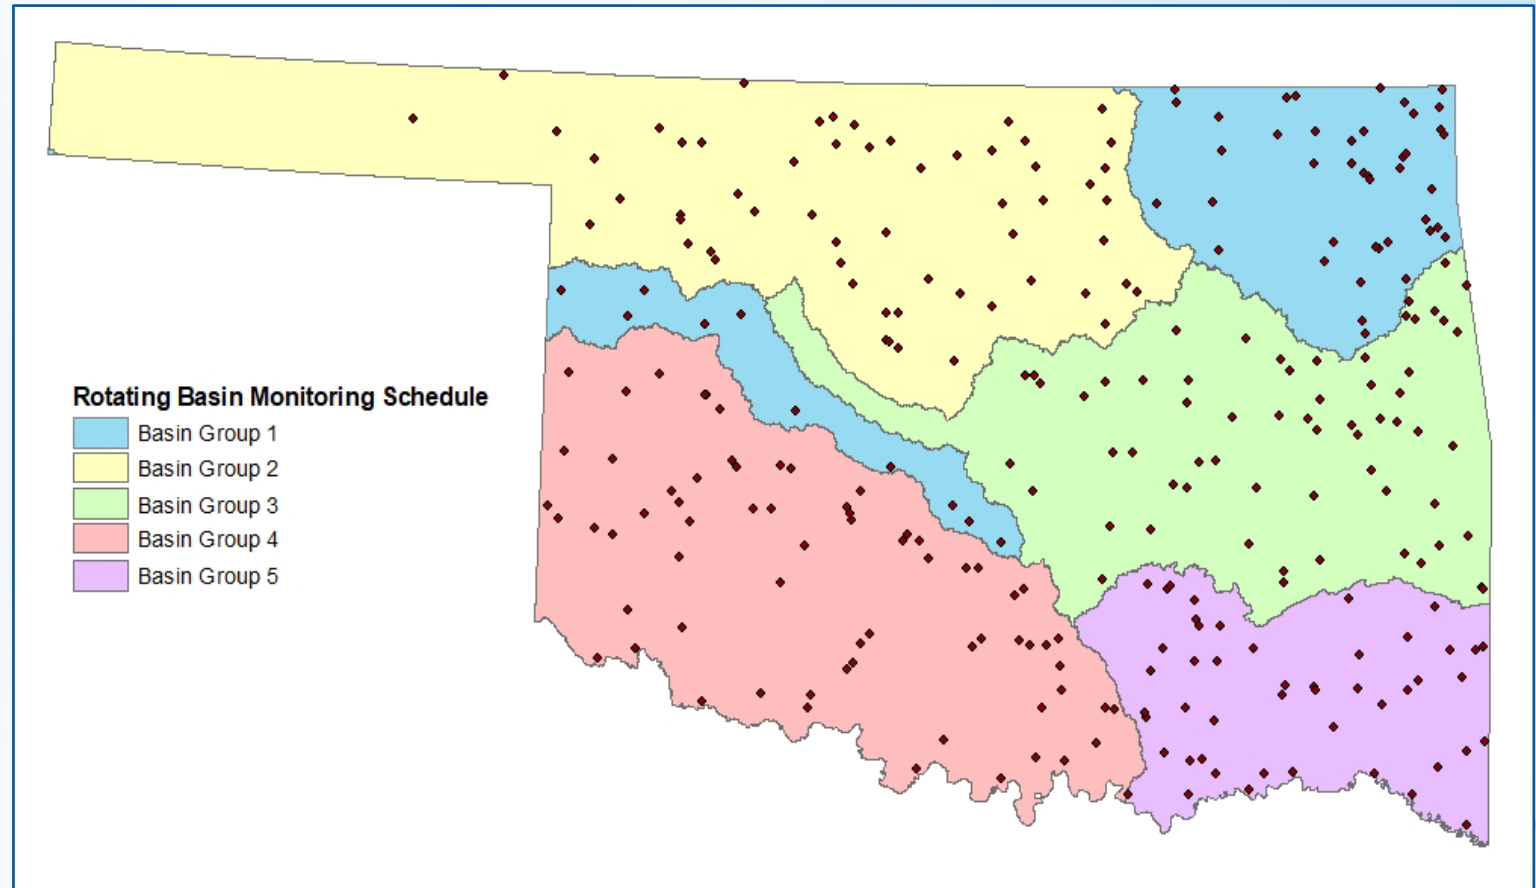 Rotating Basin Monitoring Schedule
Basin Group 1
Basin Group 2
Basin Group 3
Basin Group 4
Basin Group 5